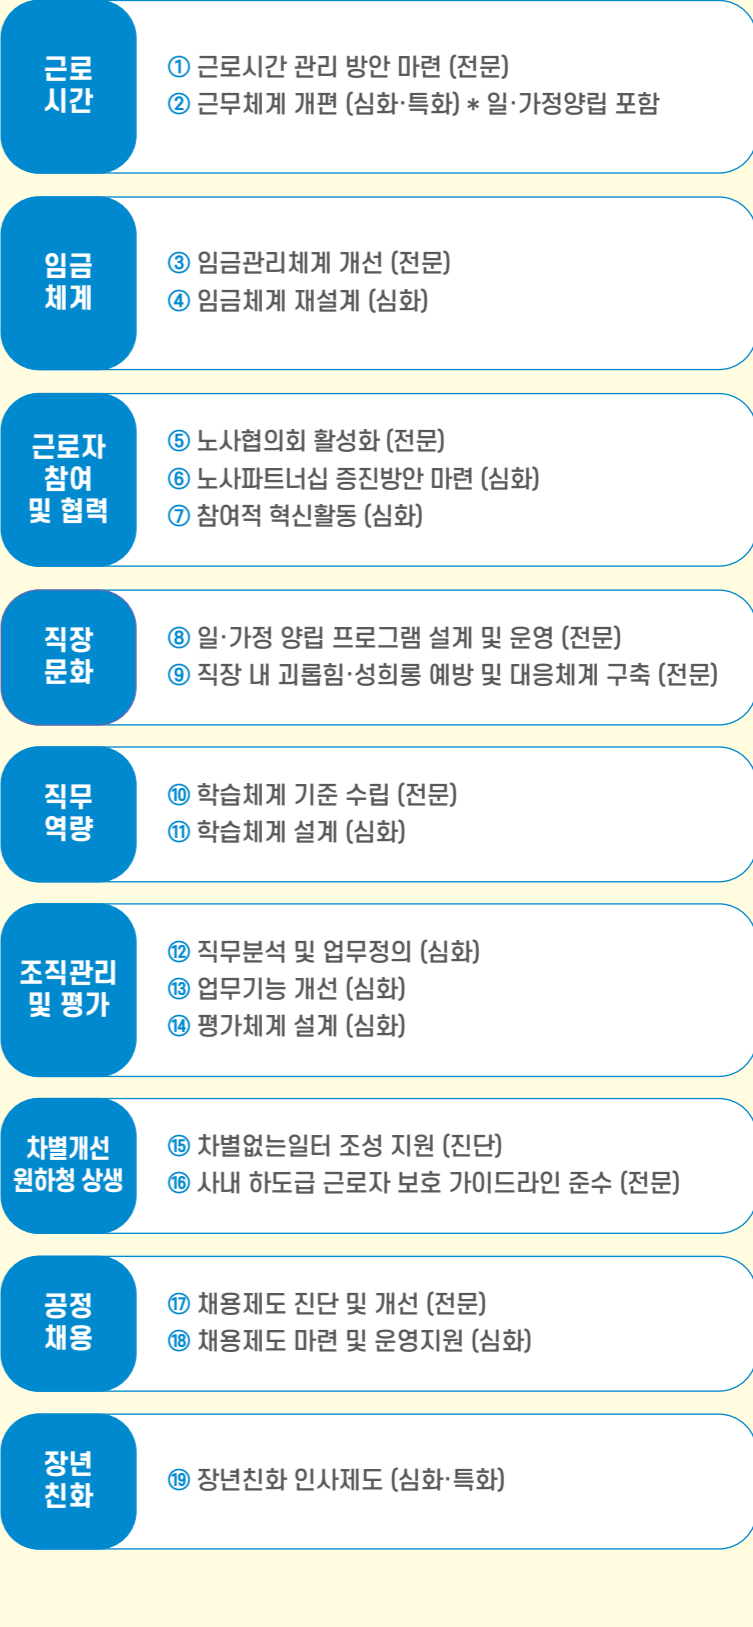 근로
시간
① 근로시간 관리 방안 마련 (전문)
② 근무체계 개편 (심화·특화) * 일·가정양립 포함
임금
체계
③ 임금관리체계 개선 (전문)
④ 임금체계 재설계 (심화)
근로자
참여
및 협력
⑤ 노사협의회 활성화 (전문)
⑥ 노사파트너십 증진방안 마련 (심화)
⑦ 참여적 혁신활동 (심화)
직장
문화
⑧ 일·가정 양립 프로그램 설계 및 운영 (전문)
⑨ 직장 내 괴롭힘·성희롱 예방 및 대응체계 구축 (전문)
직무
역량
⑩ 학습체계 기준 수립 (전문)
⑪ 학습체계 설계 (심화)
조직관리
및 평가
⑫ 직무분석 및 업무정의 (심화)
⑬ 업무기능 개선 (심화)
⑭ 평가체계 설계 (심화)
차별개선
원하청 상생
⑮ 차별없는일터 조성 지원 (진단)
⑯ 사내 하도급 근로자 보호 가이드라인 준수 (전문)
공정
채용
⑰ 채용제도 진단 및 개선 (전문)
⑱ 채용제도 마련 및 운영지원 (심화)
장년
친화
⑲ 장년친화 인사제도 (심화·특화)